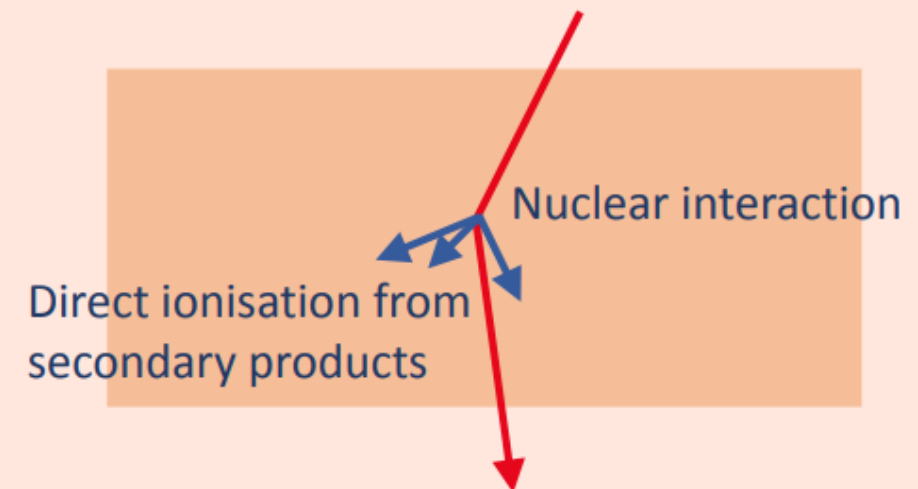 Nuclear interaction
Direct ionisation from
secondary products